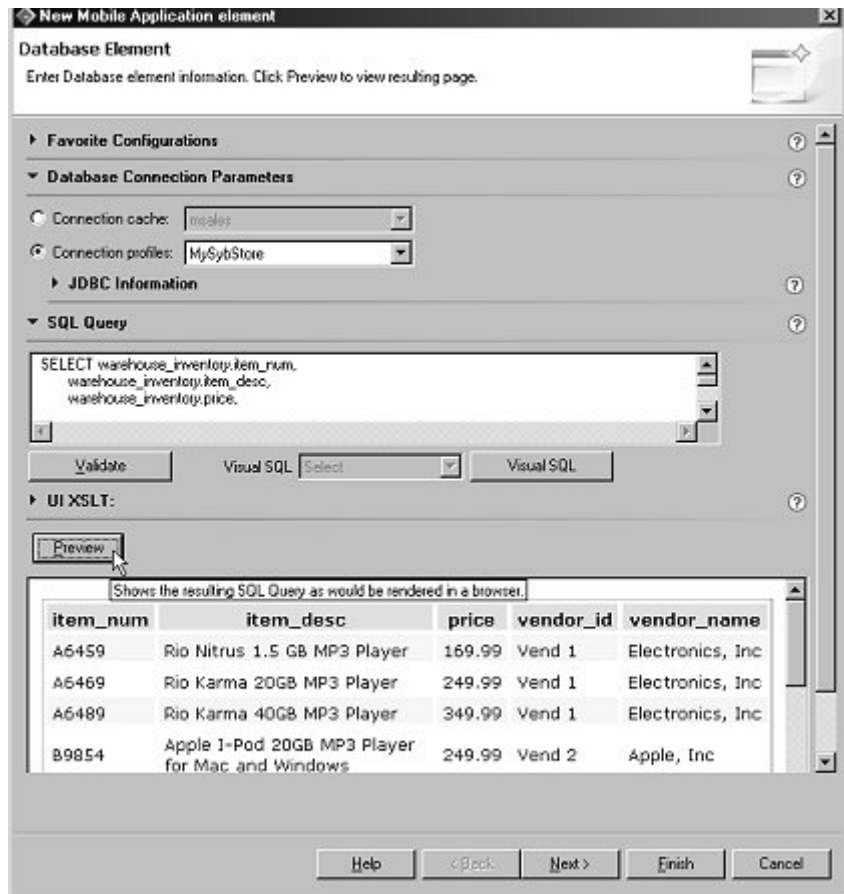 New Mobile Application element
Database Element
Enter Database element information. Click Preview to view resulting page.
Favorite Configurations
Database Connection Parameters
Connection cache: msales
Connection profiles: MySybStore
JDBC Information
SQL Query
SELECT warehouse_inventory.item_num,
warehouse_inventory.item_desc,
warehouse_inventory.price,
Validate Visual SQL Select Visual SQL
UI XSLT:
Preview
Shows the resulting SQL Query as would be rendered in a browser.
item_num item_desc price vendor_id vendor_name
A6459 Rio Nitrus 1.5 GB MP3 Player 169.99 Vend 1 Electronics, Inc
A6469 Rio Karma 20GB MP3 Player 249.99 Vend 1 Electronics, Inc
A6489 Rio Karma 40GB MP3 Player 349.99 Vend 1 Electronics, Inc
B9854 Apple I-Pod 20GB MP3 Player for Mac and Windows 249.99 Vend 2 Apple, Inc
Help < Back Next > Finish Cancel